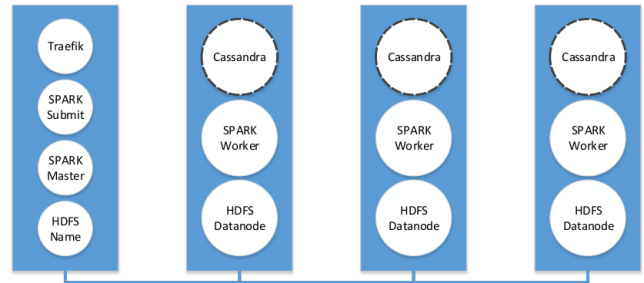 Traefik
SPARK
Submit
SPARK
Master
HDFS
Name
Cassandra
SPARK
Worker
HDFS
Datanode
Cassandra
SPARK
Worker
HDFS
Datanode
Cassandra
SPARK
Worker
HDFS
Datanode